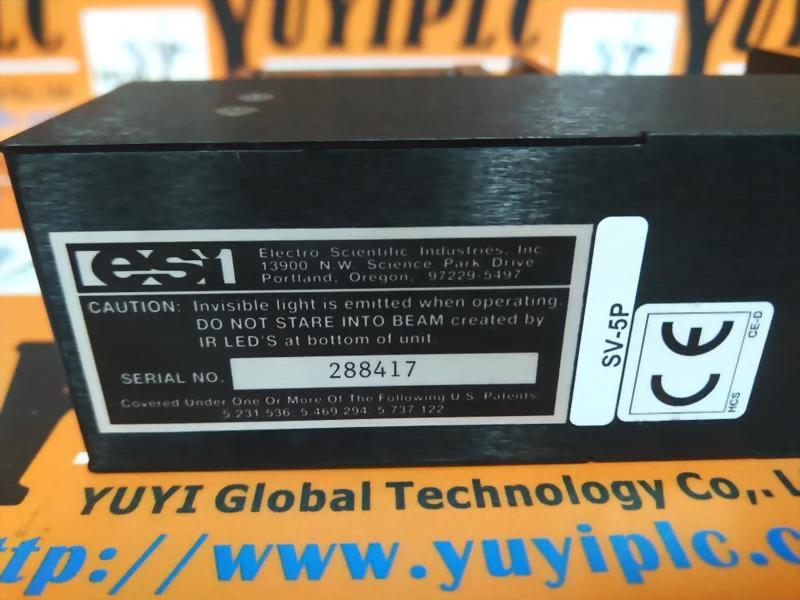 YUYIPLC
esi
Electro Scientific Industries, Inc.
13900 N.W. Science Park Drive
Portland, Oregon, 97229-5497
CAUTION: Invisible light is emitted when operating.
DO NOT STARE INTO BEAM created by
IR LED'S at bottom of unit.
SERIAL NO. 288417
Covered Under One Or More Of The Following U.S. Patents
5 231 536; 5 469 294; 5 737 122
SV-5P
CE
HCS
CE-D
YUYI Global Technology Co,. L
tp://www.yuyiplc.c